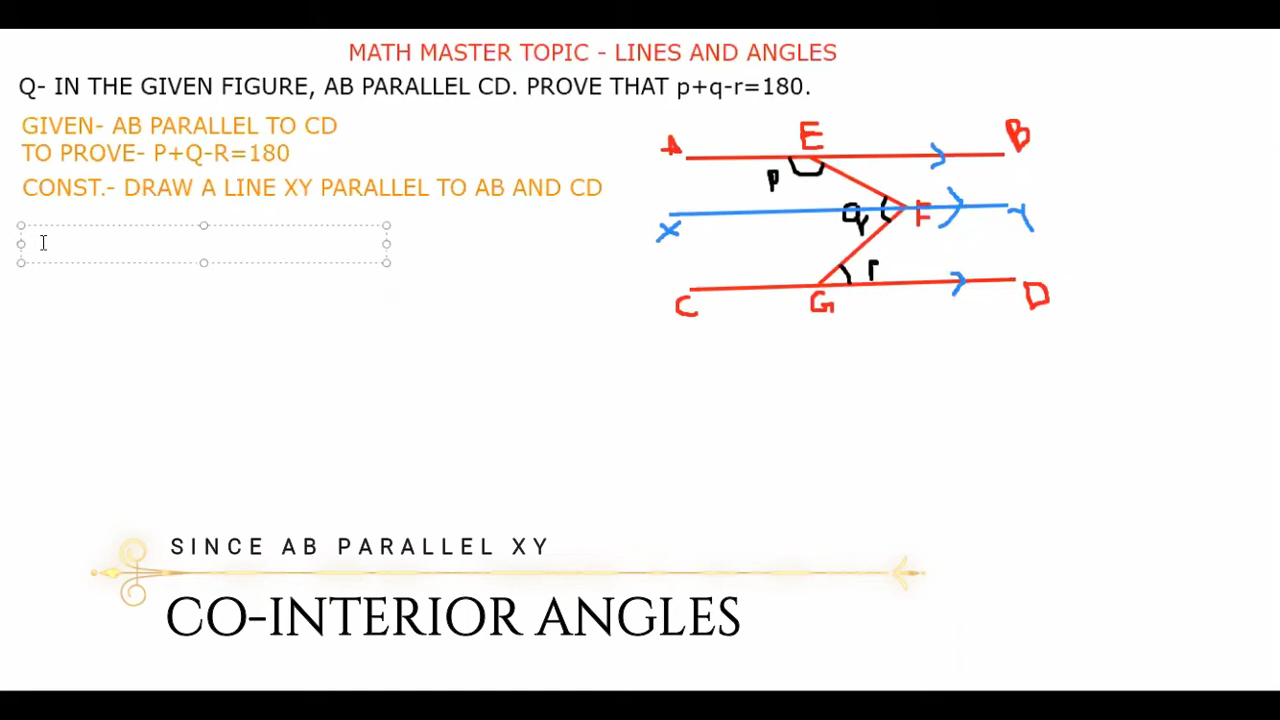 MATH MASTER TOPIC - LINES AND ANGLES
Q- IN THE GIVEN FIGURE, AB PARALLEL CD. PROVE THAT p+q-r=180.
GIVEN- AB PARALLEL TO CD
TO PROVE- P+Q-R=180
CONST.- DRAW A LINE XY PARALLEL TO AB AND CD
A E B
P
X q F Y
r
C G D
SINCE AB PARALLEL XY
CO-INTERIOR ANGLES